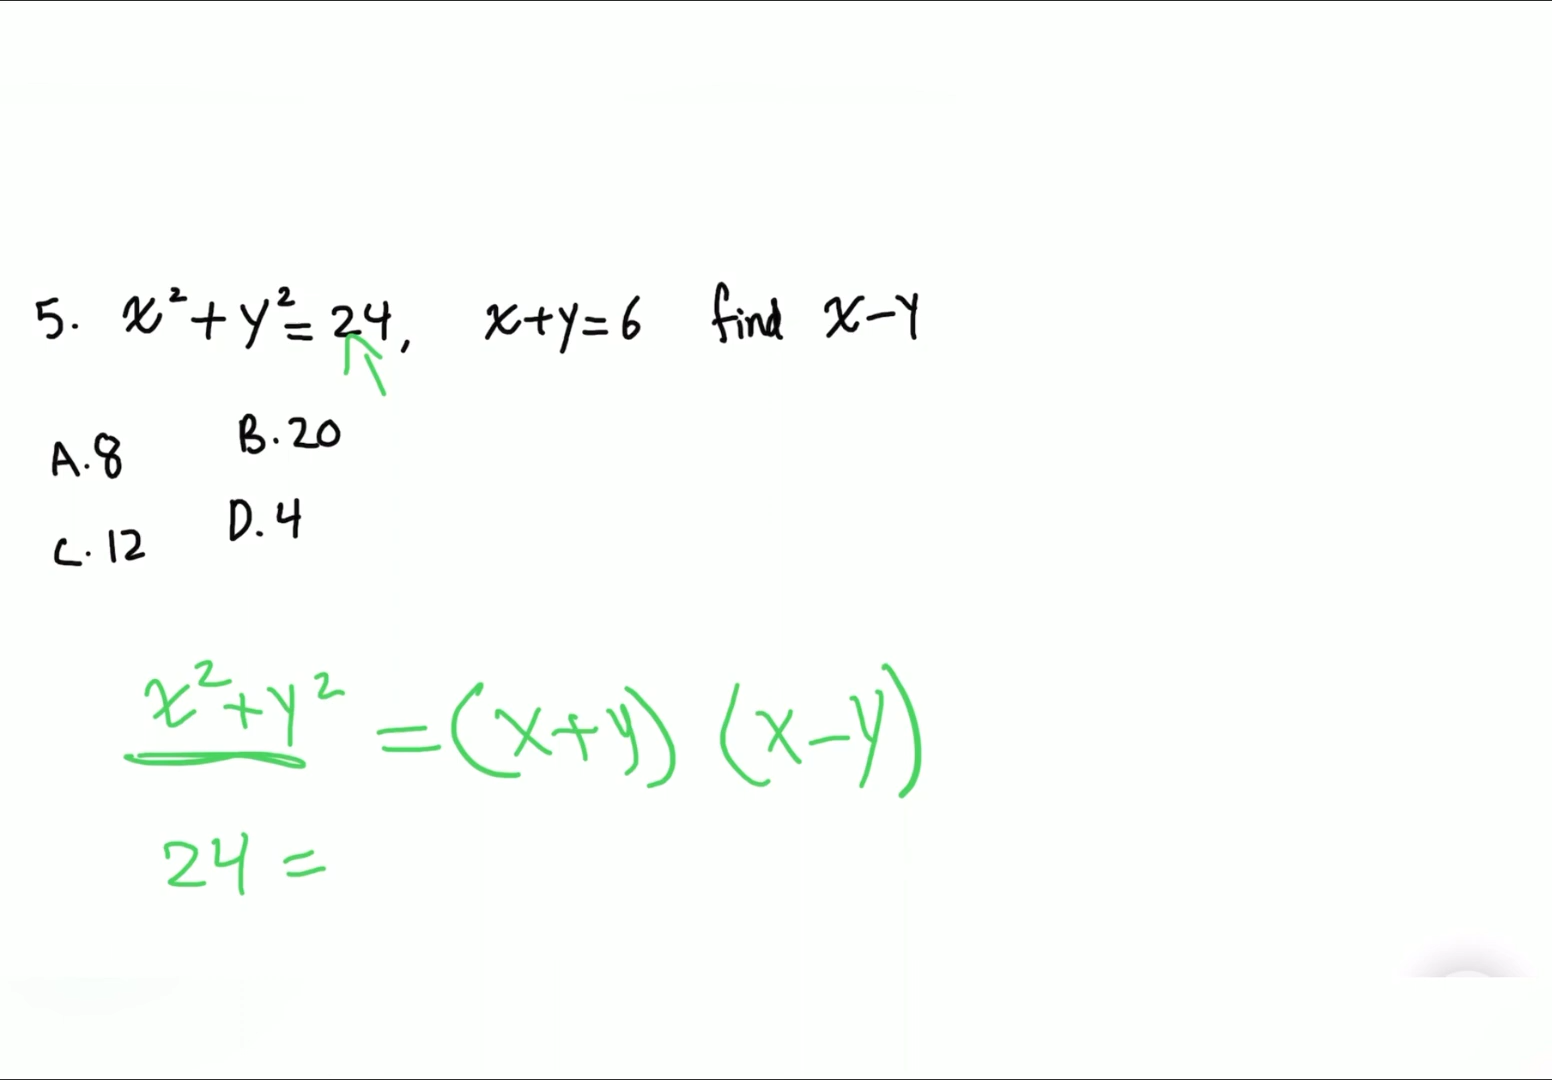 5. x²+y²=24, x+y=6 find x-y
A.8 B.20
C.12 D.4
x²+y² =(x+y) (x-y)
24 =